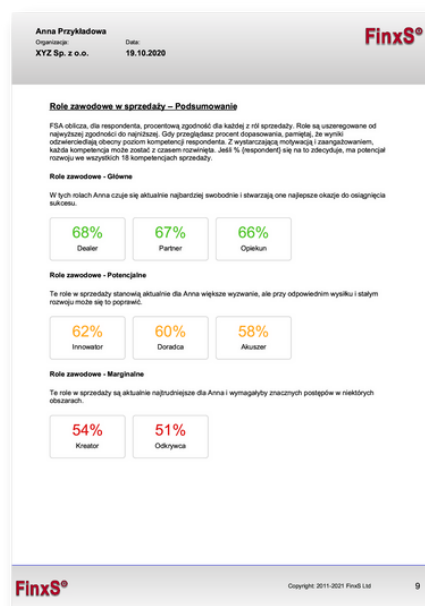 Anna Przykładowa
Organizacja: Data:
XYZ Sp. z o.o. 19.10.2020
FinxS®
Role zawodowe w sprzedaży – Podsumowanie
FSA oblicza, dla respondenta, procentową zgodność dla każdej z ról sprzedaży. Role są uszeregowane od
najwyższej zgodności do najniższej. Gdy przeglądasz procent dopasowania, pamiętaj, że wyniki
odzwierciedlają obecny poziom kompetencji respondenta. Z wystarczającą motywacją i zaangażowaniem,
każda kompetencja może zostać z czasem rozwinięta. Jeśli % {respondent} się na to zdecyduje, ma potencjał
rozwoju we wszystkich 18 kompetencjach sprzedaży.
Role zawodowe - Główne
W tych rolach Anna czuje się aktualnie najbardziej swobodnie i stwarzają one najlepsze okazje do osiągnięcia
sukcesu.
68% 67% 66%
Dealer Partner Opiekun
Role zawodowe - Potencjalne
Te role w sprzedaży stanowią aktualnie dla Anna większe wyzwanie, ale przy odpowiednim wysiłku i stałym
rozwoju może się to poprawić.
62% 60% 58%
Innowator Doradca Akuszer
Role zawodowe - Marginalne
Te role w sprzedaży są aktualnie najtrudniejsze dla Anna i wymagałyby znacznych postępów w niektórych
obszarach.
54% 51%
Kreator Odkrywca
FinxS®
Copyright 2011-2021 FinxS Ltd 9